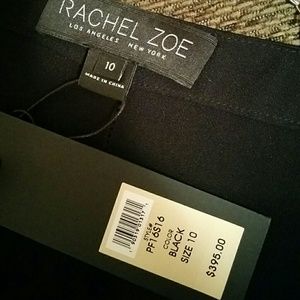 RACHEL ZOE
LOS ANGELES NEW YORK
10
MADE IN CHINA
STYLE#
PF16S16
COLOR
BLACK
SIZE 10
$395.00